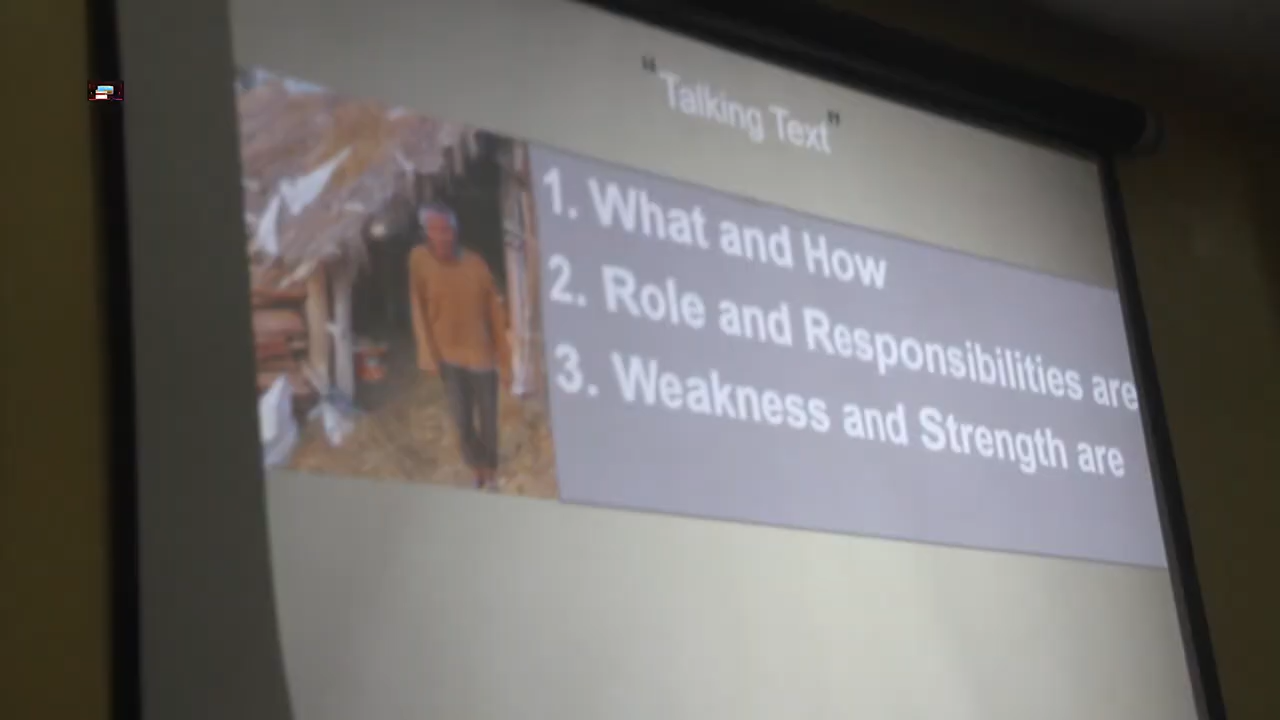 "Talking Text"
1. What and How
2. Role and Responsibilities are
3. Weakness and Strength are